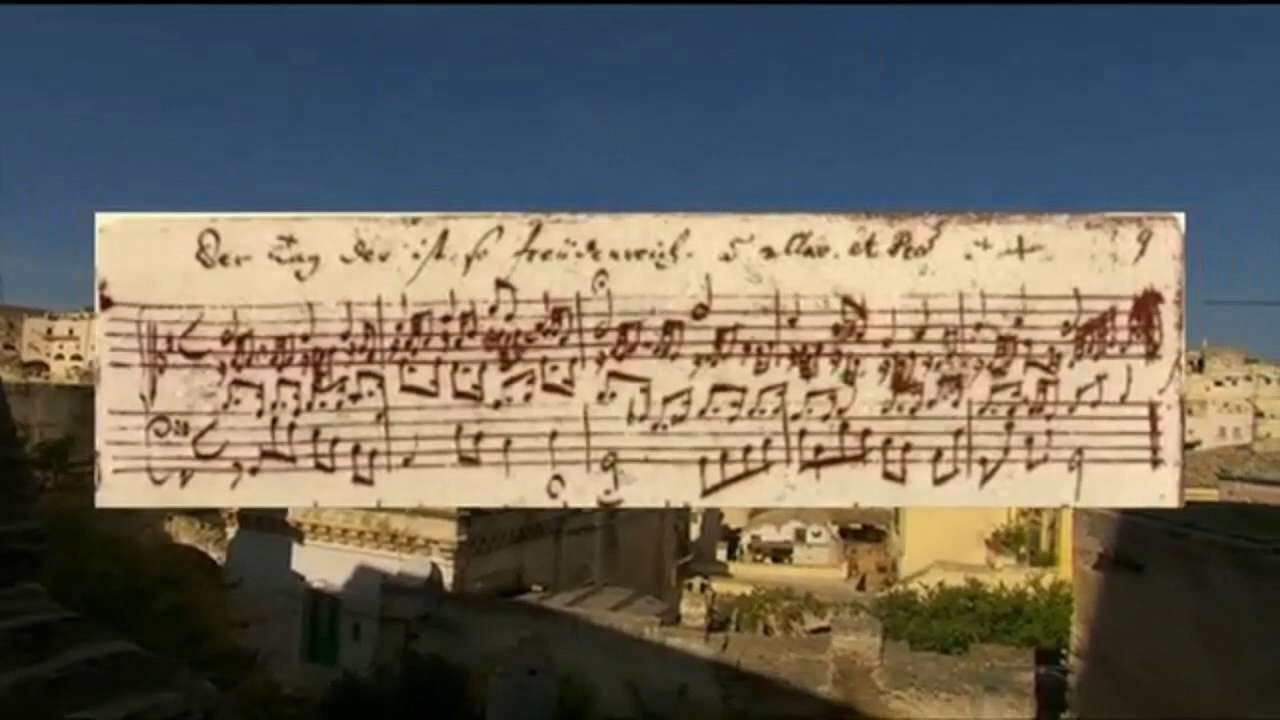 Der Tag der ist so freudenreich. à 2 Clav. et Ped 9